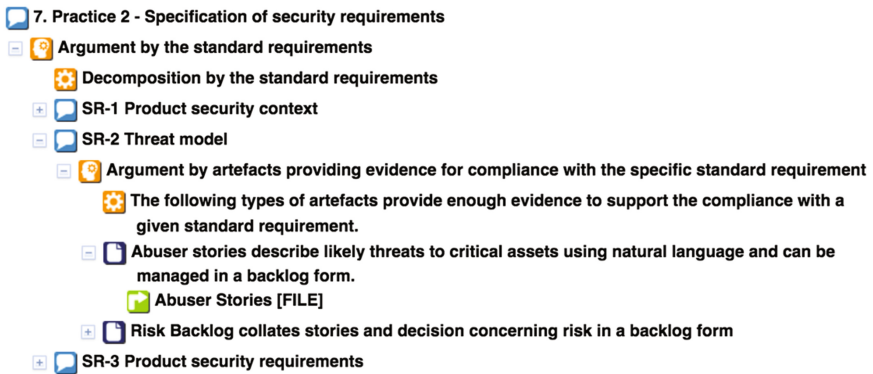 7. Practice 2 - Specification of security requirements
Argument by the standard requirements
Decomposition by the standard requirements
SR-1 Product security context
SR-2 Threat model
Argument by artefacts providing evidence for compliance with the specific standard requirement
The following types of artefacts provide enough evidence to support the compliance with a
given standard requirement.
Abuser stories describe likely threats to critical assets using natural language and can be
managed in a backlog form.
Abuser Stories [FILE]
Risk Backlog collates stories and decision concerning risk in a backlog form
SR-3 Product security requirements